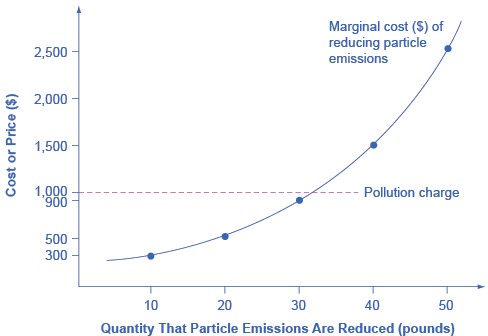 Marginal cost ($) of
reducing particle
emissions
Cost or Price ($)
2,500
2,000
1,500
1,000
900
500
300
Pollution charge
10 20 30 40 50
Quantity That Particle Emissions Are Reduced (pounds)